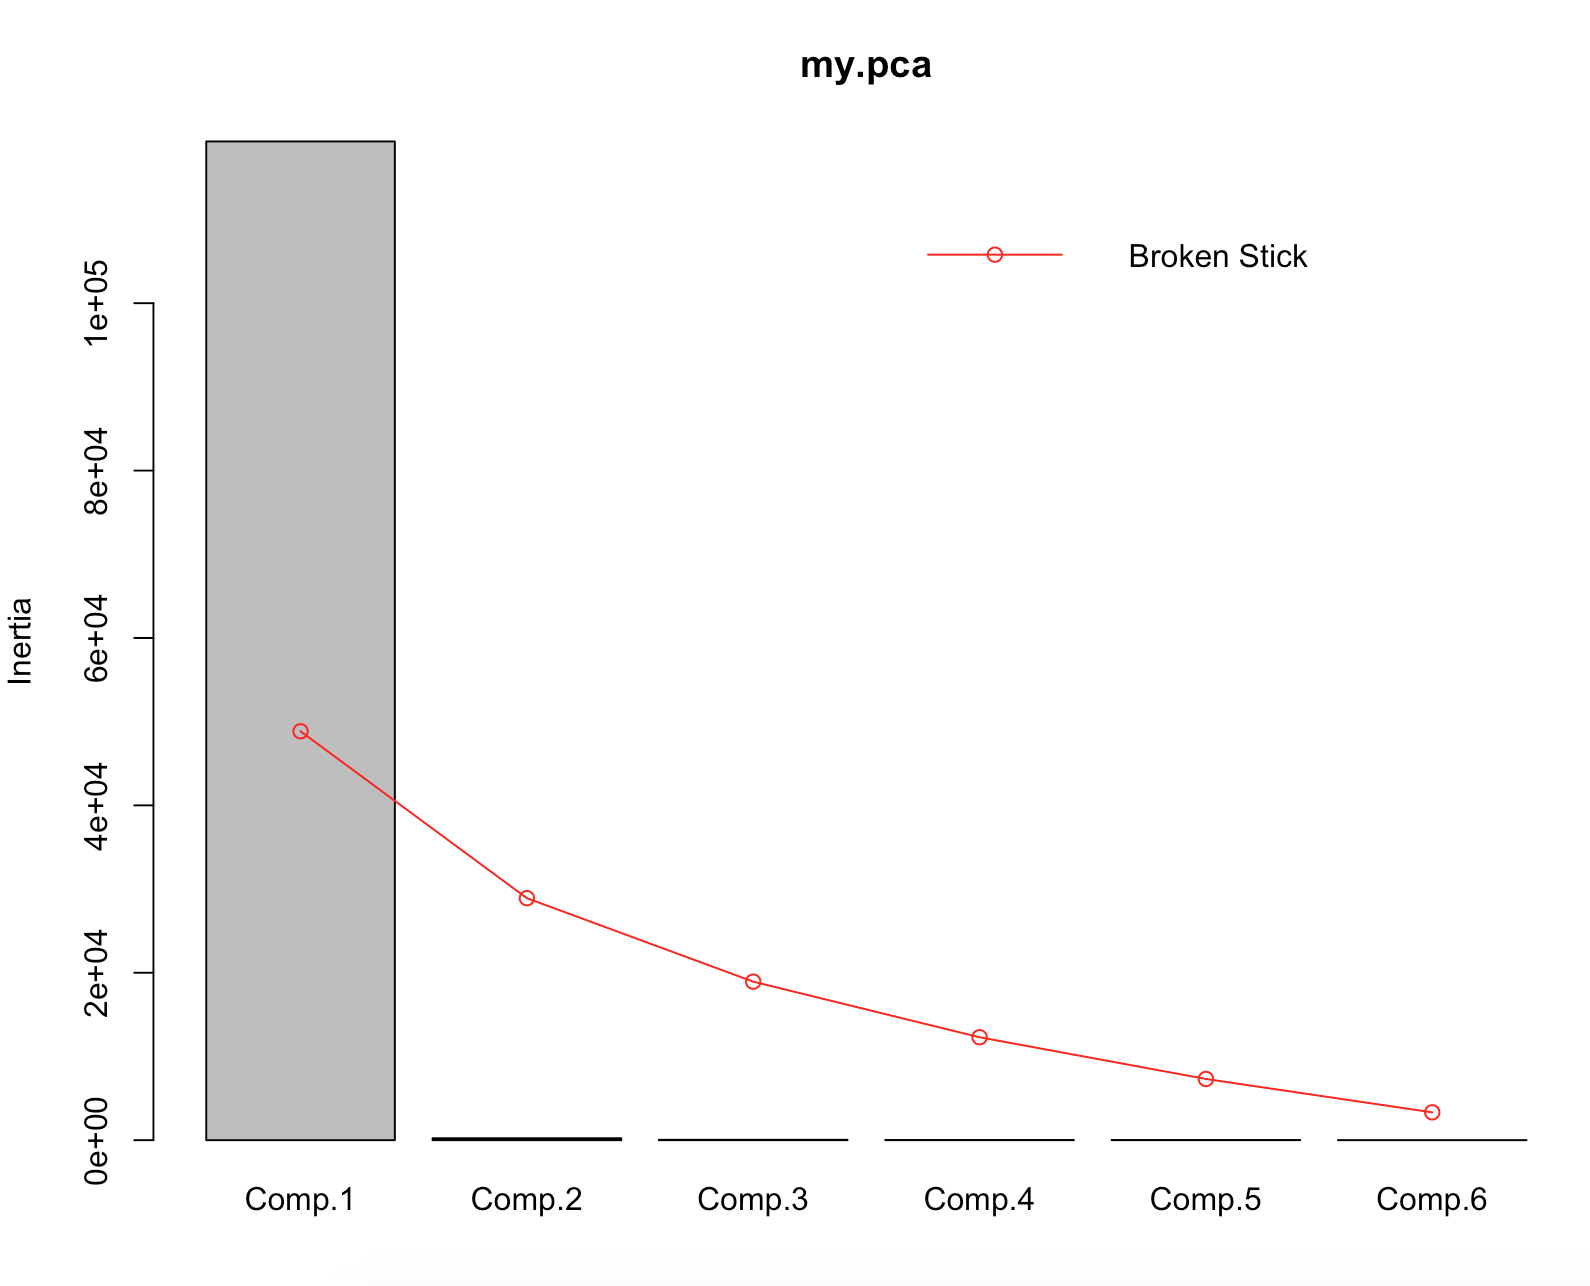 my.pca
Broken Stick
Inertia
1e+05
8e+04
6e+04
4e+04
2e+04
0e+00
Comp.1 Comp.2 Comp.3 Comp.4 Comp.5 Comp.6